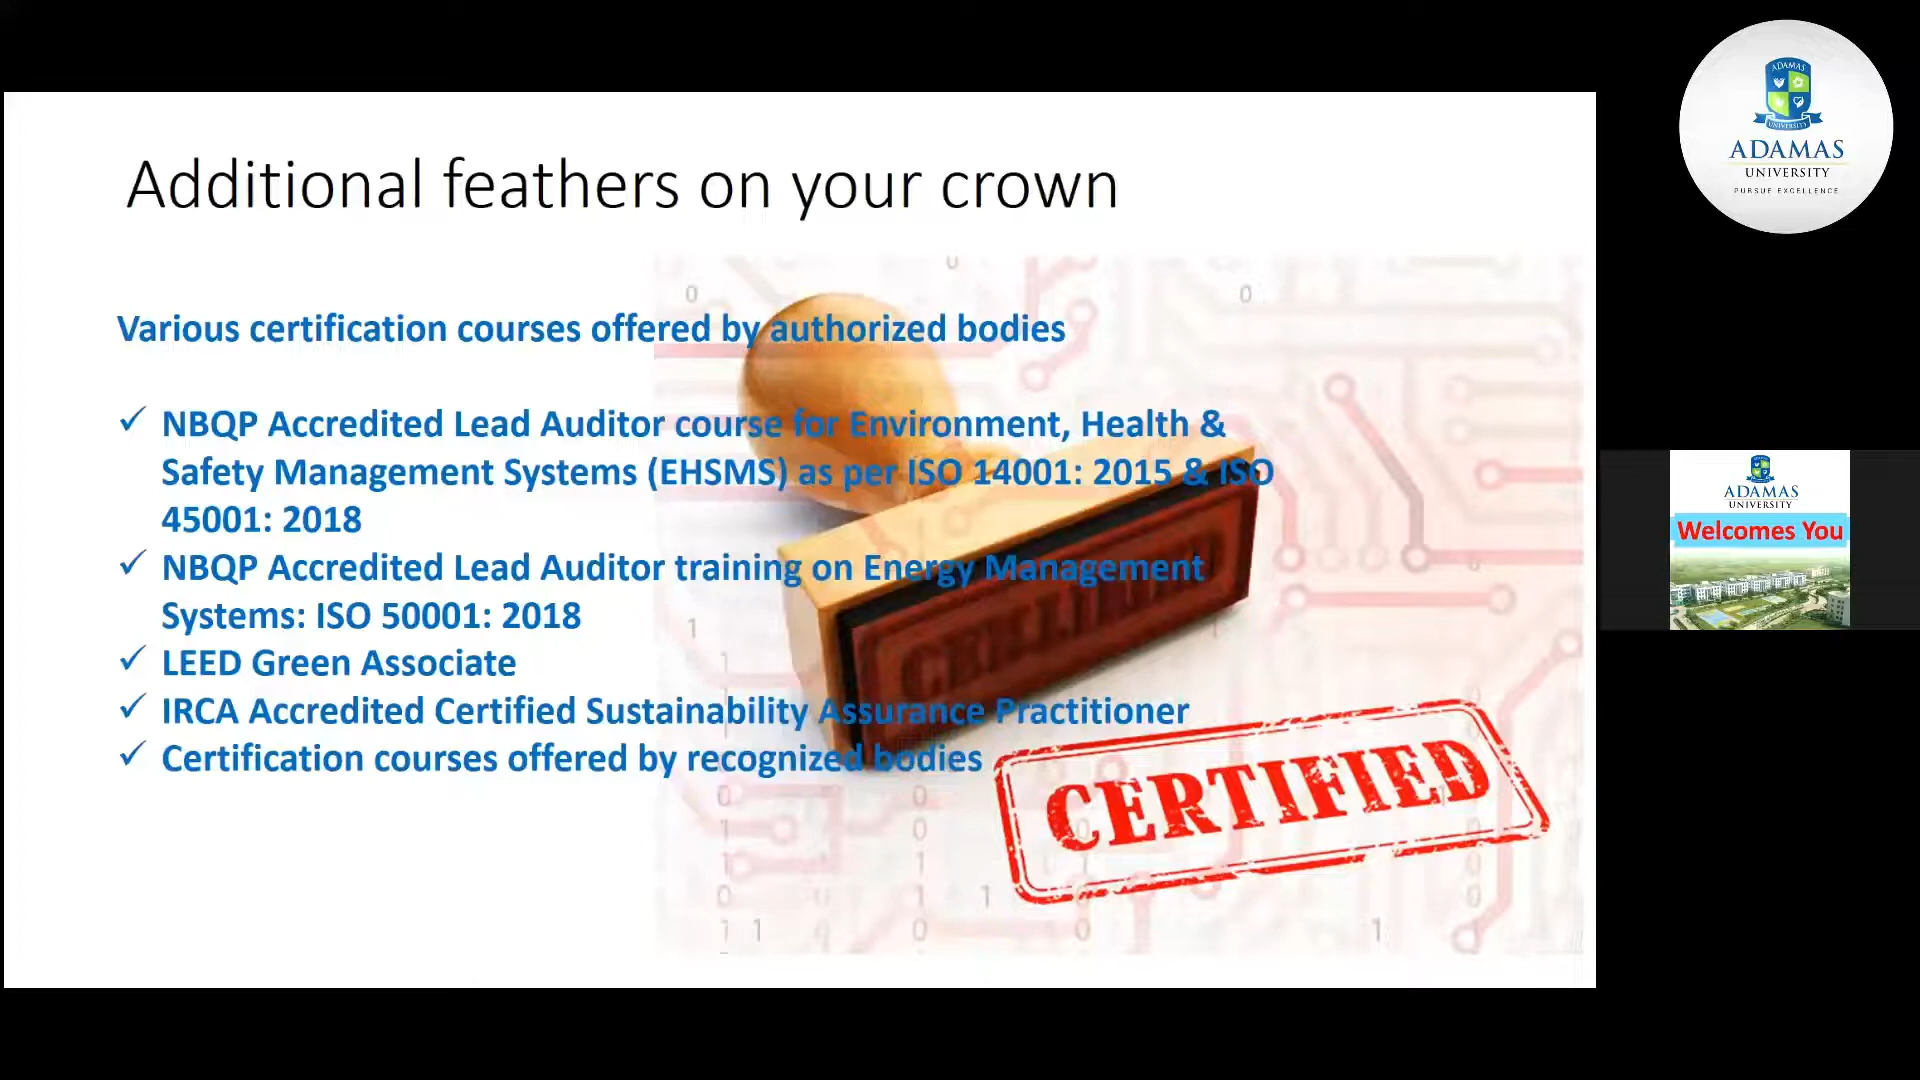 Additional feathers on your crown
Various certification courses offered by authorized bodies
✓ NBQP Accredited Lead Auditor course for Environment, Health &
Safety Management Systems (EHSMS) as per ISO 14001: 2015 & ISO
45001: 2018
✓ NBQP Accredited Lead Auditor training on Energy Management
Systems: ISO 50001: 2018
✓ LEED Green Associate
✓ IRCA Accredited Certified Sustainability Assurance Practitioner
✓ Certification courses offered by recognized bodies
CERTIFIED
ADAMAS
UNIVERSITY
ADAMAS
UNIVERSITY
PURSUE EXCELLENCE
ADAMAS
UNIVERSITY
Welcomes You